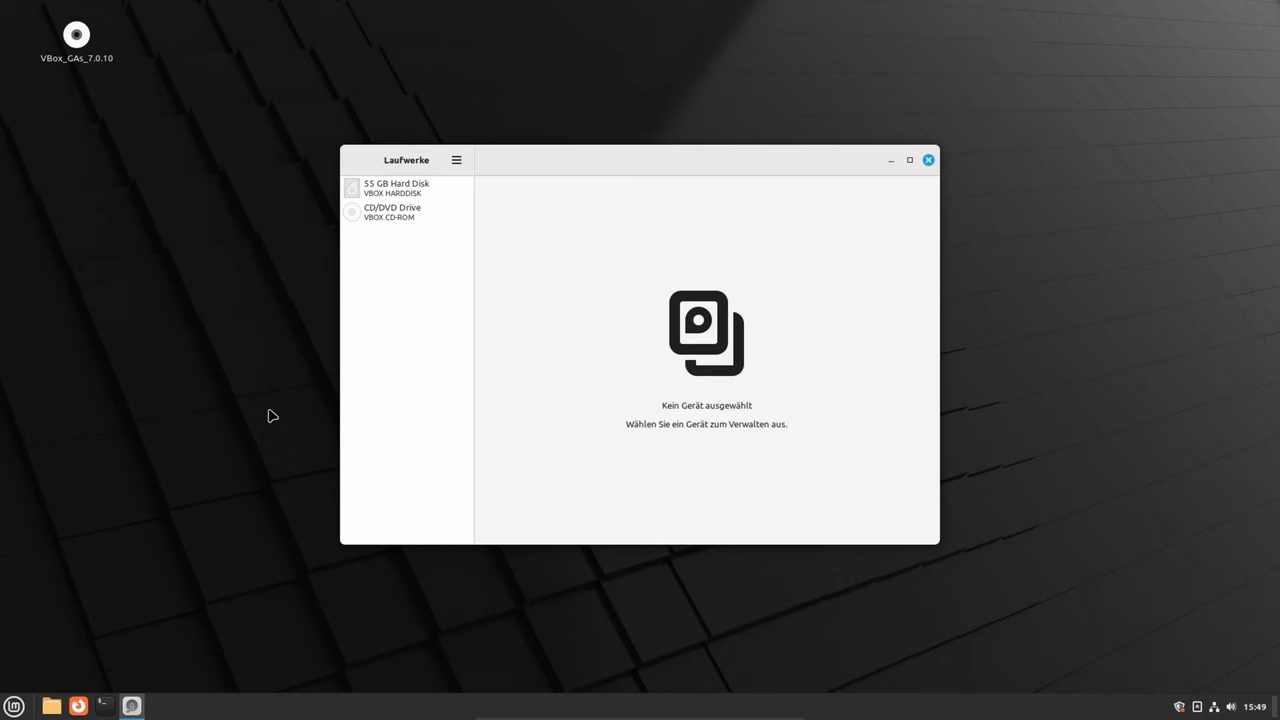 VBox_GAs_7.0.10
Laufwerke
55 GB Hard Disk
VBOX HARDDISK
CD/DVD Drive
VBOX CD-ROM
Kein Gerät ausgewählt
Wählen Sie ein Gerät zum Verwalten aus.
15:49